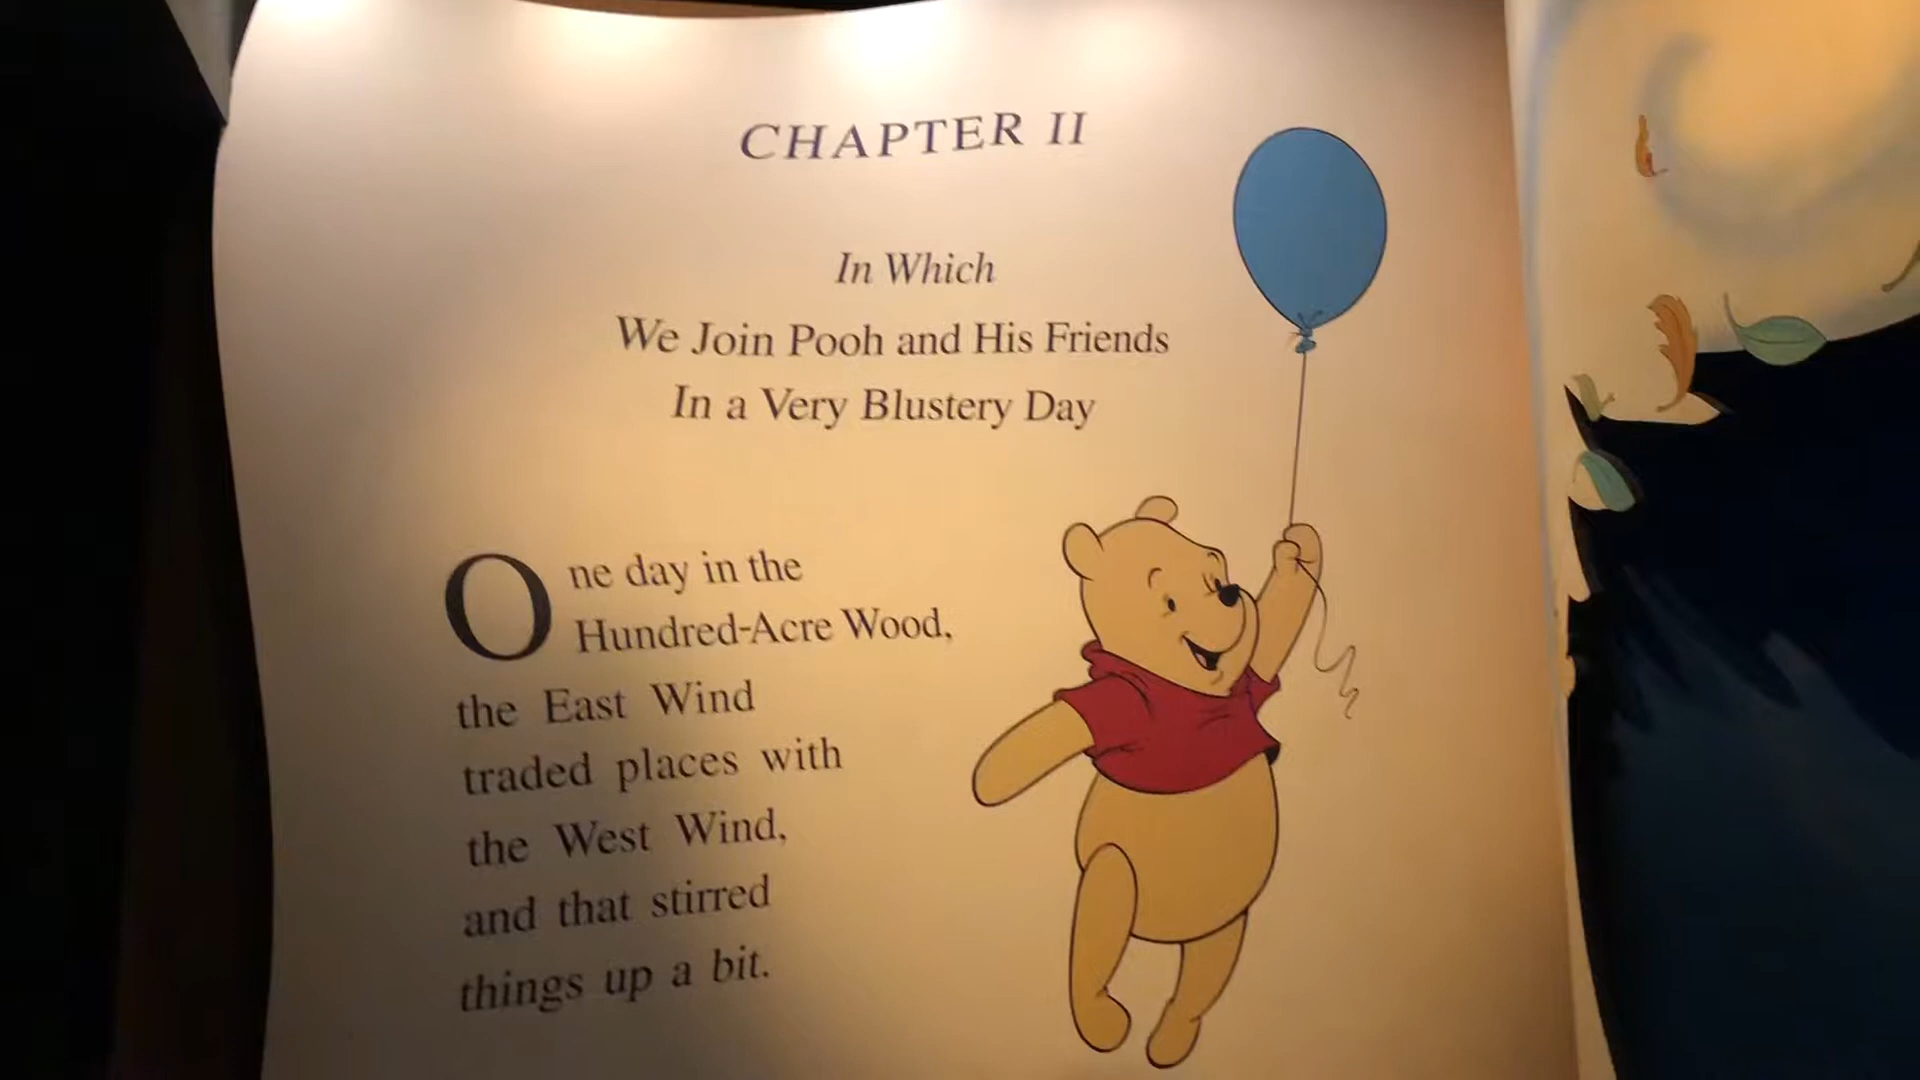 CHAPTER II
In Which
We Join Pooh and His Friends
In a Very Blustery Day
One day in the
Hundred-Acre Wood,
the East Wind
traded places with
the West Wind,
and that stirred
things up a bit.